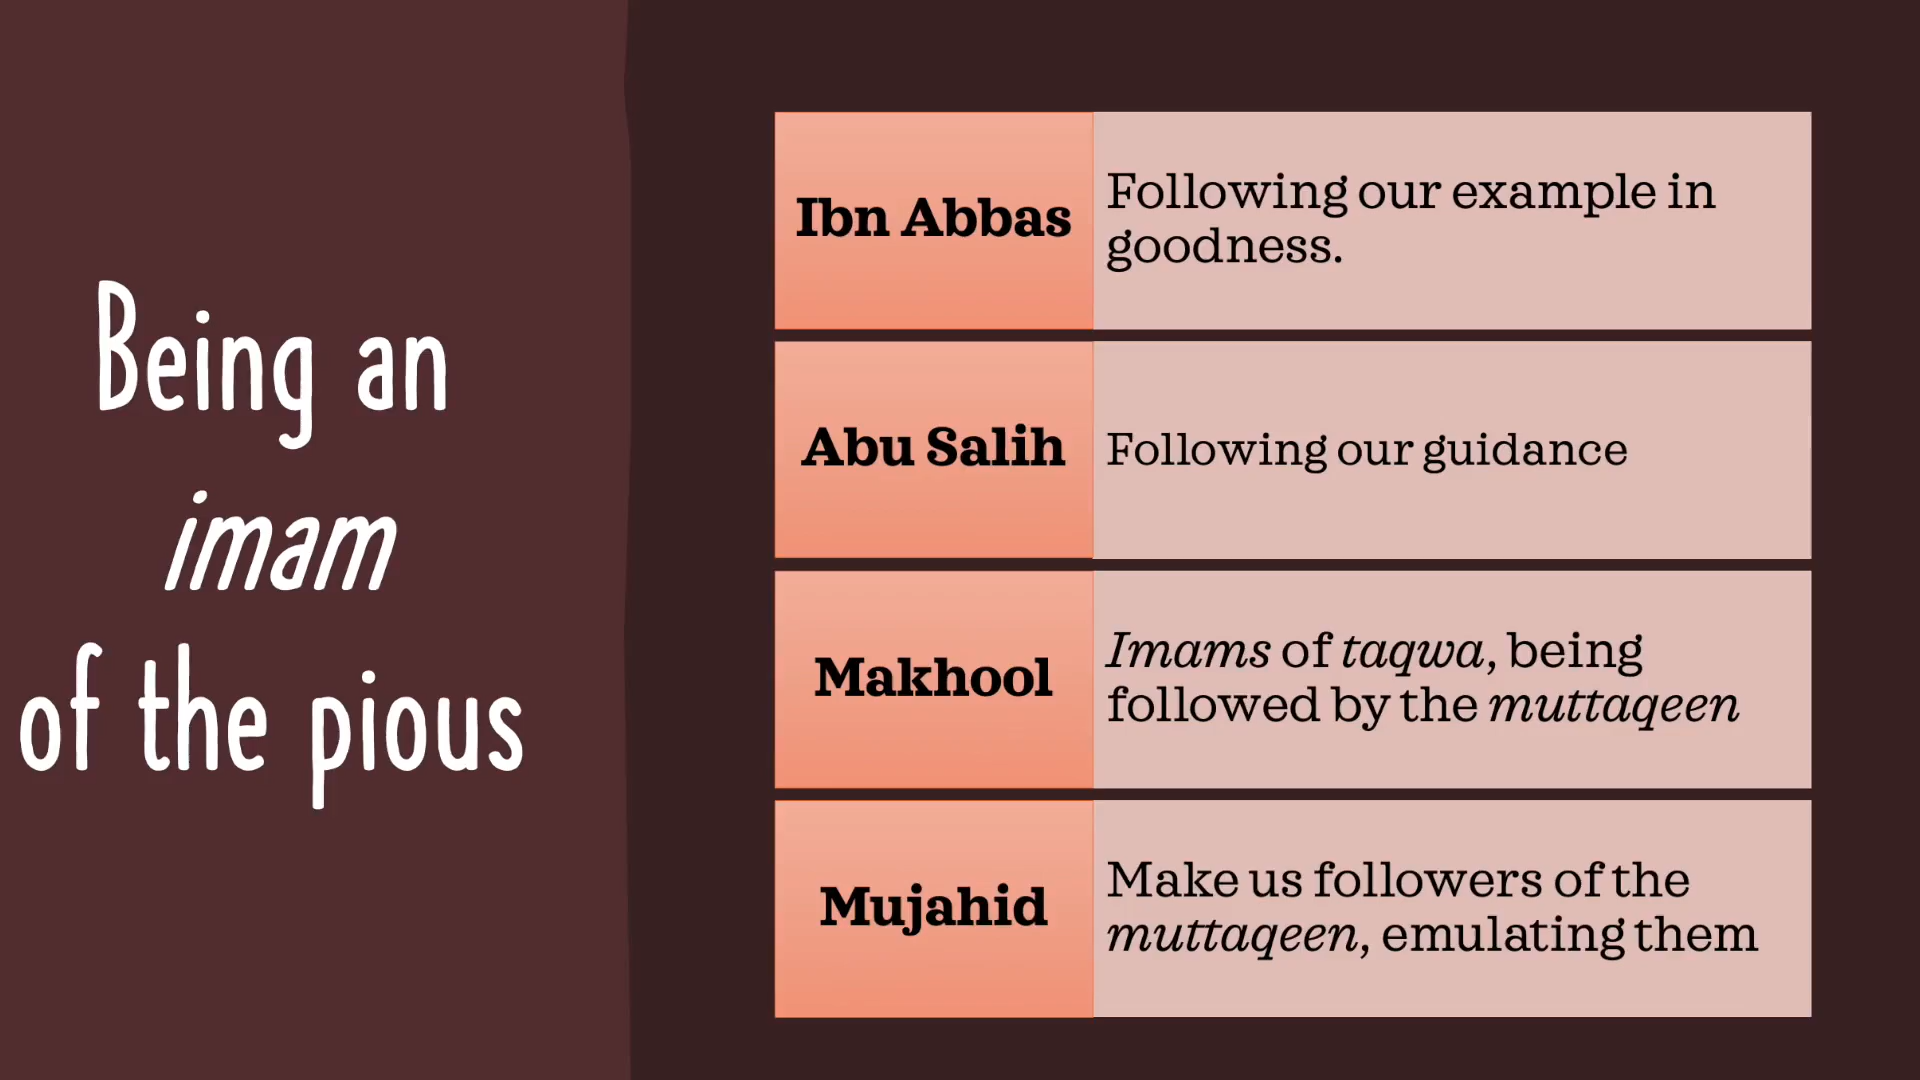 Being an
imam
of the pious
Ibn Abbas
Following our example in
goodness.
Abu Salih
Following our guidance
Makhool
Imams of taqwa, being
followed by the muttaqeen
Mujahid
Make us followers of the
muttaqeen, emulating them